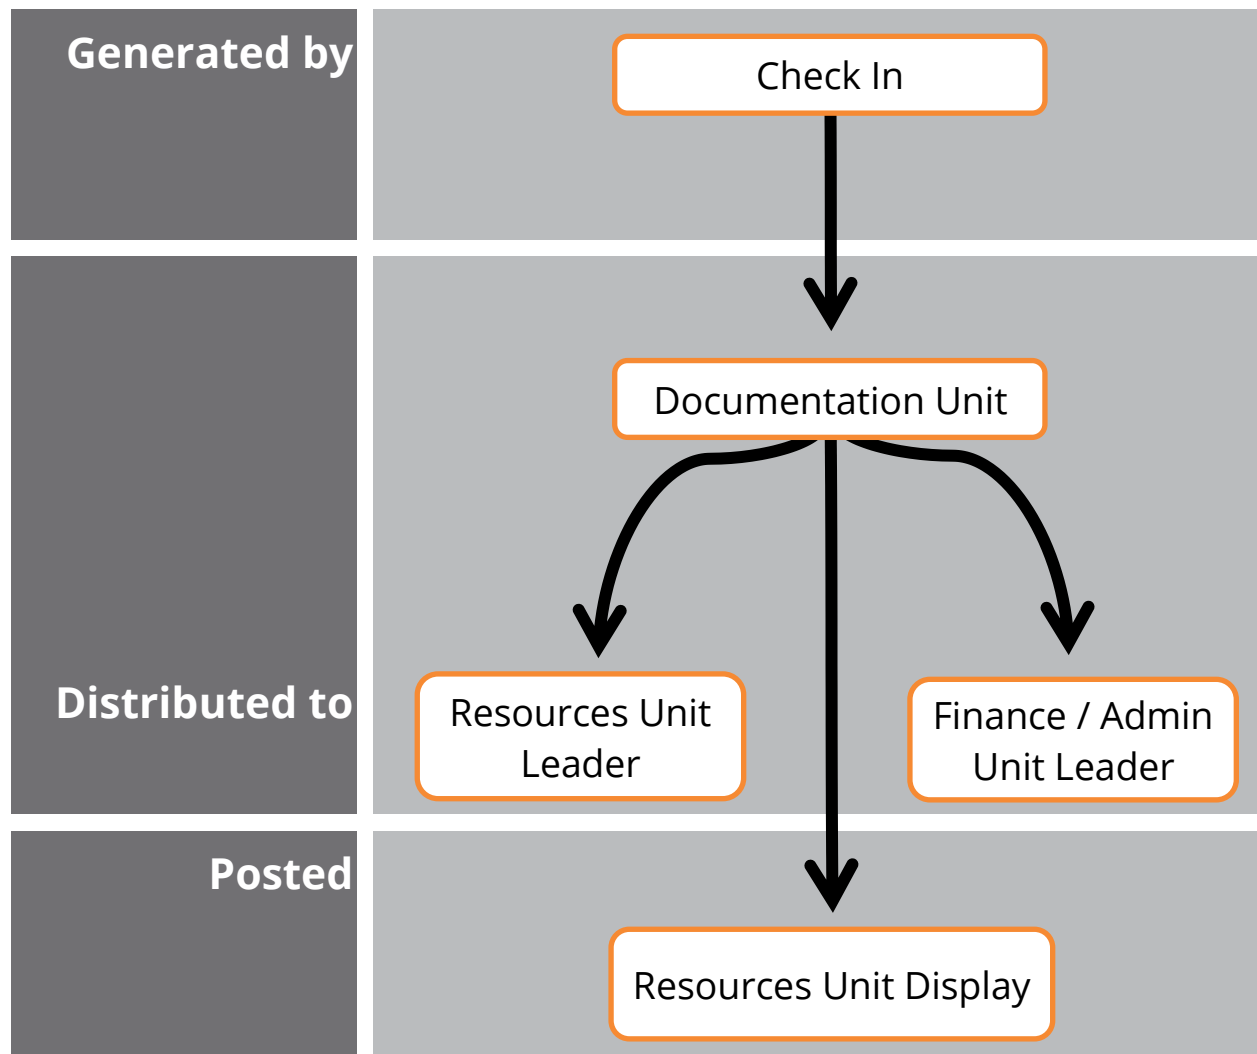 Generated by
Check In
Documentation Unit
Distributed to
Resources Unit
Leader
Finance / Admin
Unit Leader
Posted
Resources Unit Display